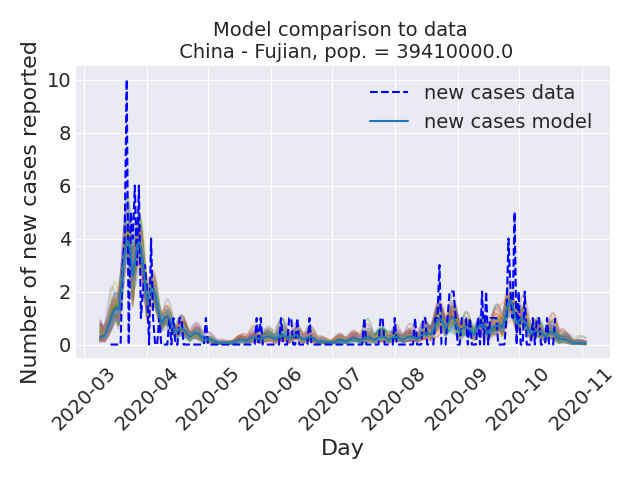 Model comparison to data
China - Fujian, pop. = 39410000.0
Number of new cases reported
10
8
6
4
2
0
new cases data
new cases model
2020-03
2020-04
2020-05
2020-06
2020-07
2020-08
2020-09
2020-10
2020-11
Day